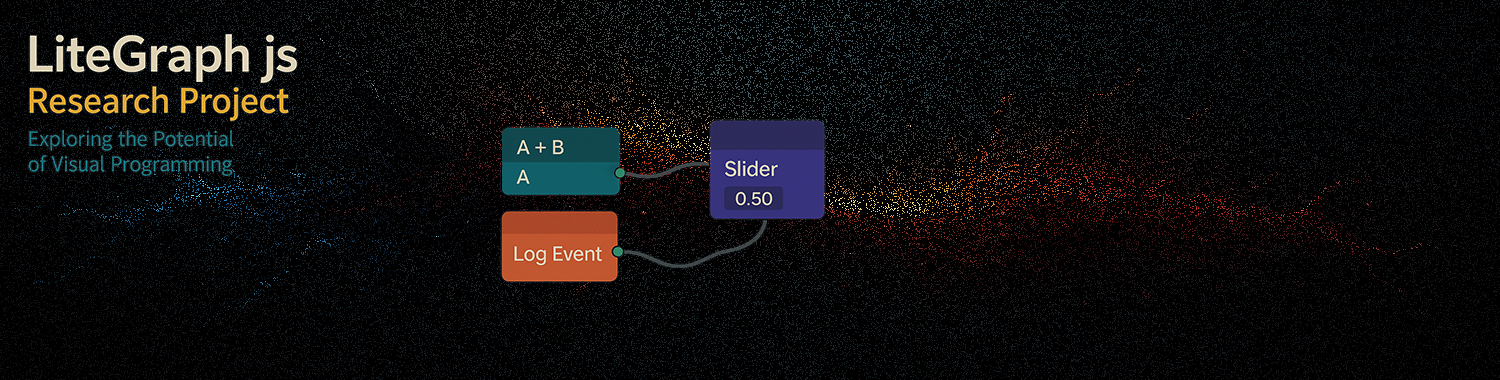 LiteGraph js
Research Project
Exploring the Potential
of Visual Programming
A + B
A
Slider
0.50
Log Event